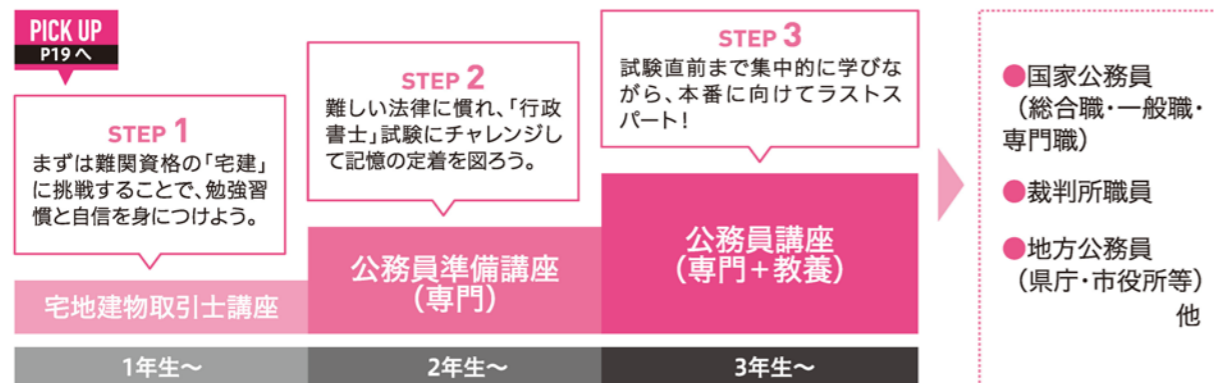 PICK UP
P19へ
STEP 1
まずは難関資格の「宅建」
に挑戦することで、勉強習
慣と自信を身につけよう。
宅地建物取引士講座
1年生〜
STEP 2
難しい法律に慣れ、「行政
書士」試験にチャレンジし
て記憶の定着を図ろう。
公務員準備講座
（専門）
2年生〜
STEP 3
試験直前まで集中的に学びな
がら、本番に向けてラストス
パート！
公務員講座
（専門＋教養）
3年生〜
●国家公務員
（総合職・一般職・
専門職）
●裁判所職員
●地方公務員
（県庁・市役所等）
他